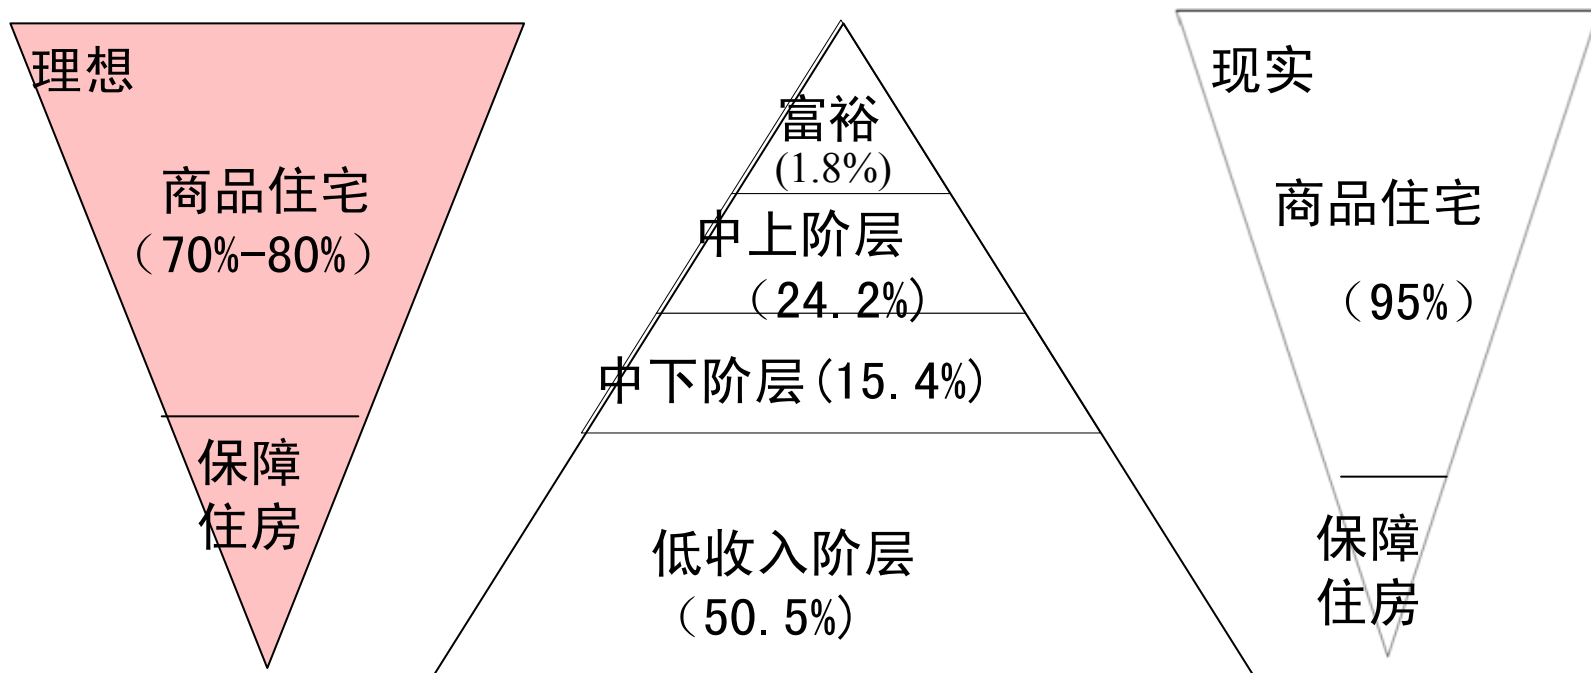 理想
商品住宅
（70%-80%）
保障
住房
富裕
(1.8%)
中上阶层
（24.2%)
中下阶层(15.4%)
低收入阶层
（50.5%)
现实
商品住宅
（95%）
保障
住房